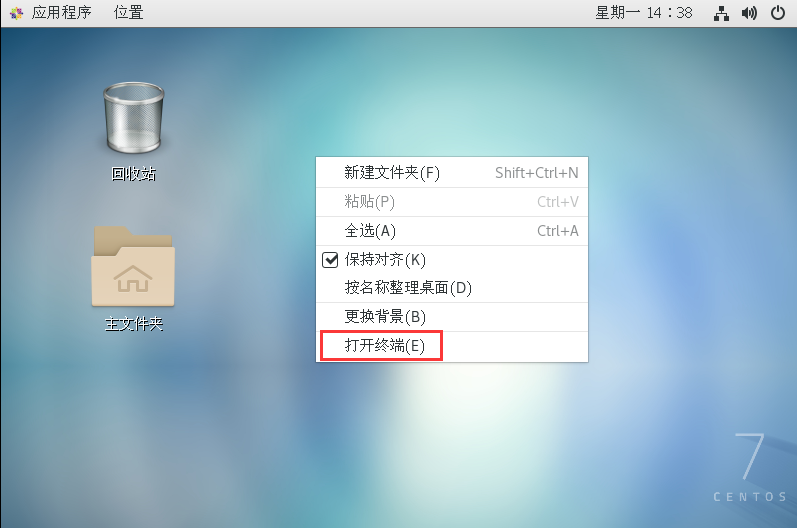 应用程序 位置 星期一 14：38
回收站
主文件夹
新建文件夹(F) Shift+Ctrl+N
粘贴(P) Ctrl+V
全选(A) Ctrl+A
保持对齐(K)
按名称整理桌面(D)
更换背景(B)
打开终端(E)
7
CENTOS